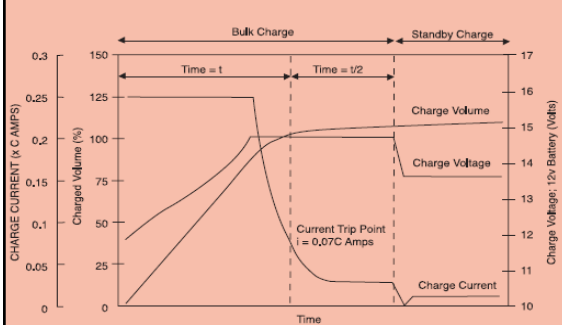 Bulk Charge
Standby Charge
Time = t
Time = t/2
0.3
0.25
0.2
0.15
0.1
0.05
0
CHARGE CURRENT (x C AMPS)
150
125
100
75
50
25
0
Charged Volume (%)
Charge Volume
Charge Voltage
Current Trip Point
i = 0.07C Amps
Charge Current
17
16
15
14
13
12
11
10
Charge Voltage; 12v Battery (Volts)
Time